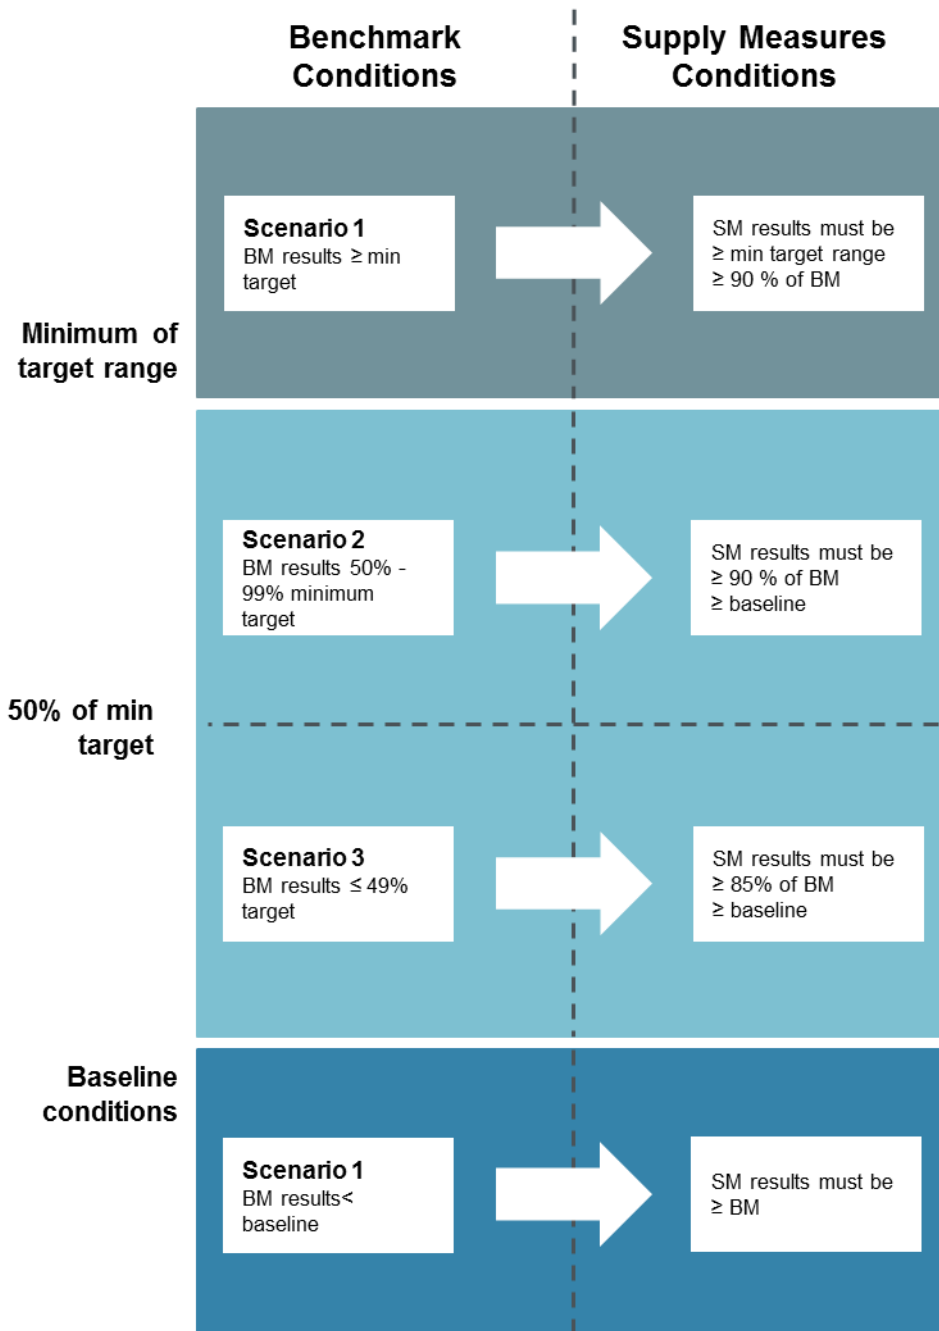 Benchmark
Conditions
Supply Measures
Conditions
Scenario 1
BM results ≥ min
target
SM results must be
≥ min target range
≥ 90 % of BM
Minimum of
target range
Scenario 2
BM results 50% -
99% minimum
target
SM results must be
≥ 90 % of BM
≥ baseline
50% of min
target
Scenario 3
BM results ≤ 49%
target
SM results must be
≥ 85% of BM
≥ baseline
Baseline
conditions
Scenario 1
BM results<
baseline
SM results must be
≥ BM